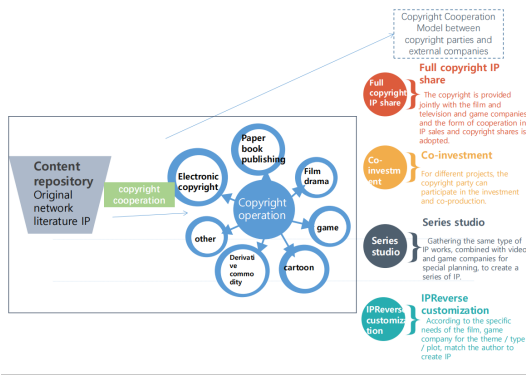 Copyright Cooperation
Model between
copyright parties and
external companies
Full copyright IP
share
Full
copyright
IP share
The copyright is provided
jointly with the film and
television and game companies
and the form of cooperation in
IP sales and copyright shares is
adopted.
Co-
investm
ent
Co-investment
For different projects, the
copyright party can
participate in the investment
and co-production.
Series
studio
Series studio
Gathering the same type of
IP works, combined with video
and game companies for
special planning, to create a
series of IP.
IPReverse
customiza
tion
IPReverse
customization
According to the specific
needs of the film, game
company for the theme / type
/ plot, match the author to
create IP
Content
repository
Original
network
literature IP
copyright
cooperation
Copyright
operation
Paper
book
publishing
Film
drama
game
cartoon
Derivati
ve com
modity
other
Electronic
copyright